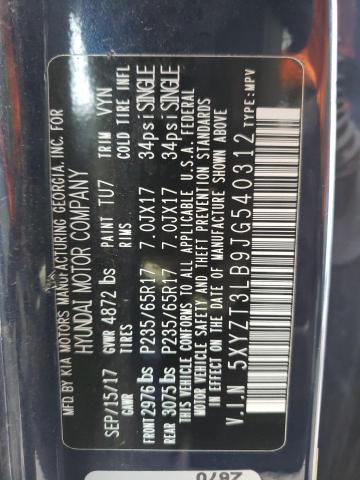 MFD BY KIA MOTORS MANUFACTURING GEORGIA, INC. FOR
HYUNDAI MOTOR COMPANY
SEP/15/17 GVWR 4872 lbs PAINT TU7 TRIM VYN
GAWR TIRES RIMS COLD TIRE INFL
FRONT 2976 lbs P235/65R17 7.0JX17 34psi SINGLE
REAR 3075 lbs P235/65R17 7.0JX17 34psi SINGLE
THIS VEHICLE CONFORMS TO ALL APPLICABLE U.S.A. FEDERAL
MOTOR VEHICLE SAFETY AND THEFT PREVENTION STANDARDS
IN EFFECT ON THE DATE OF MANUFACTURE SHOWN ABOVE.
V.I.N 5XYZT3LB9JG540312 TYPE: MPV